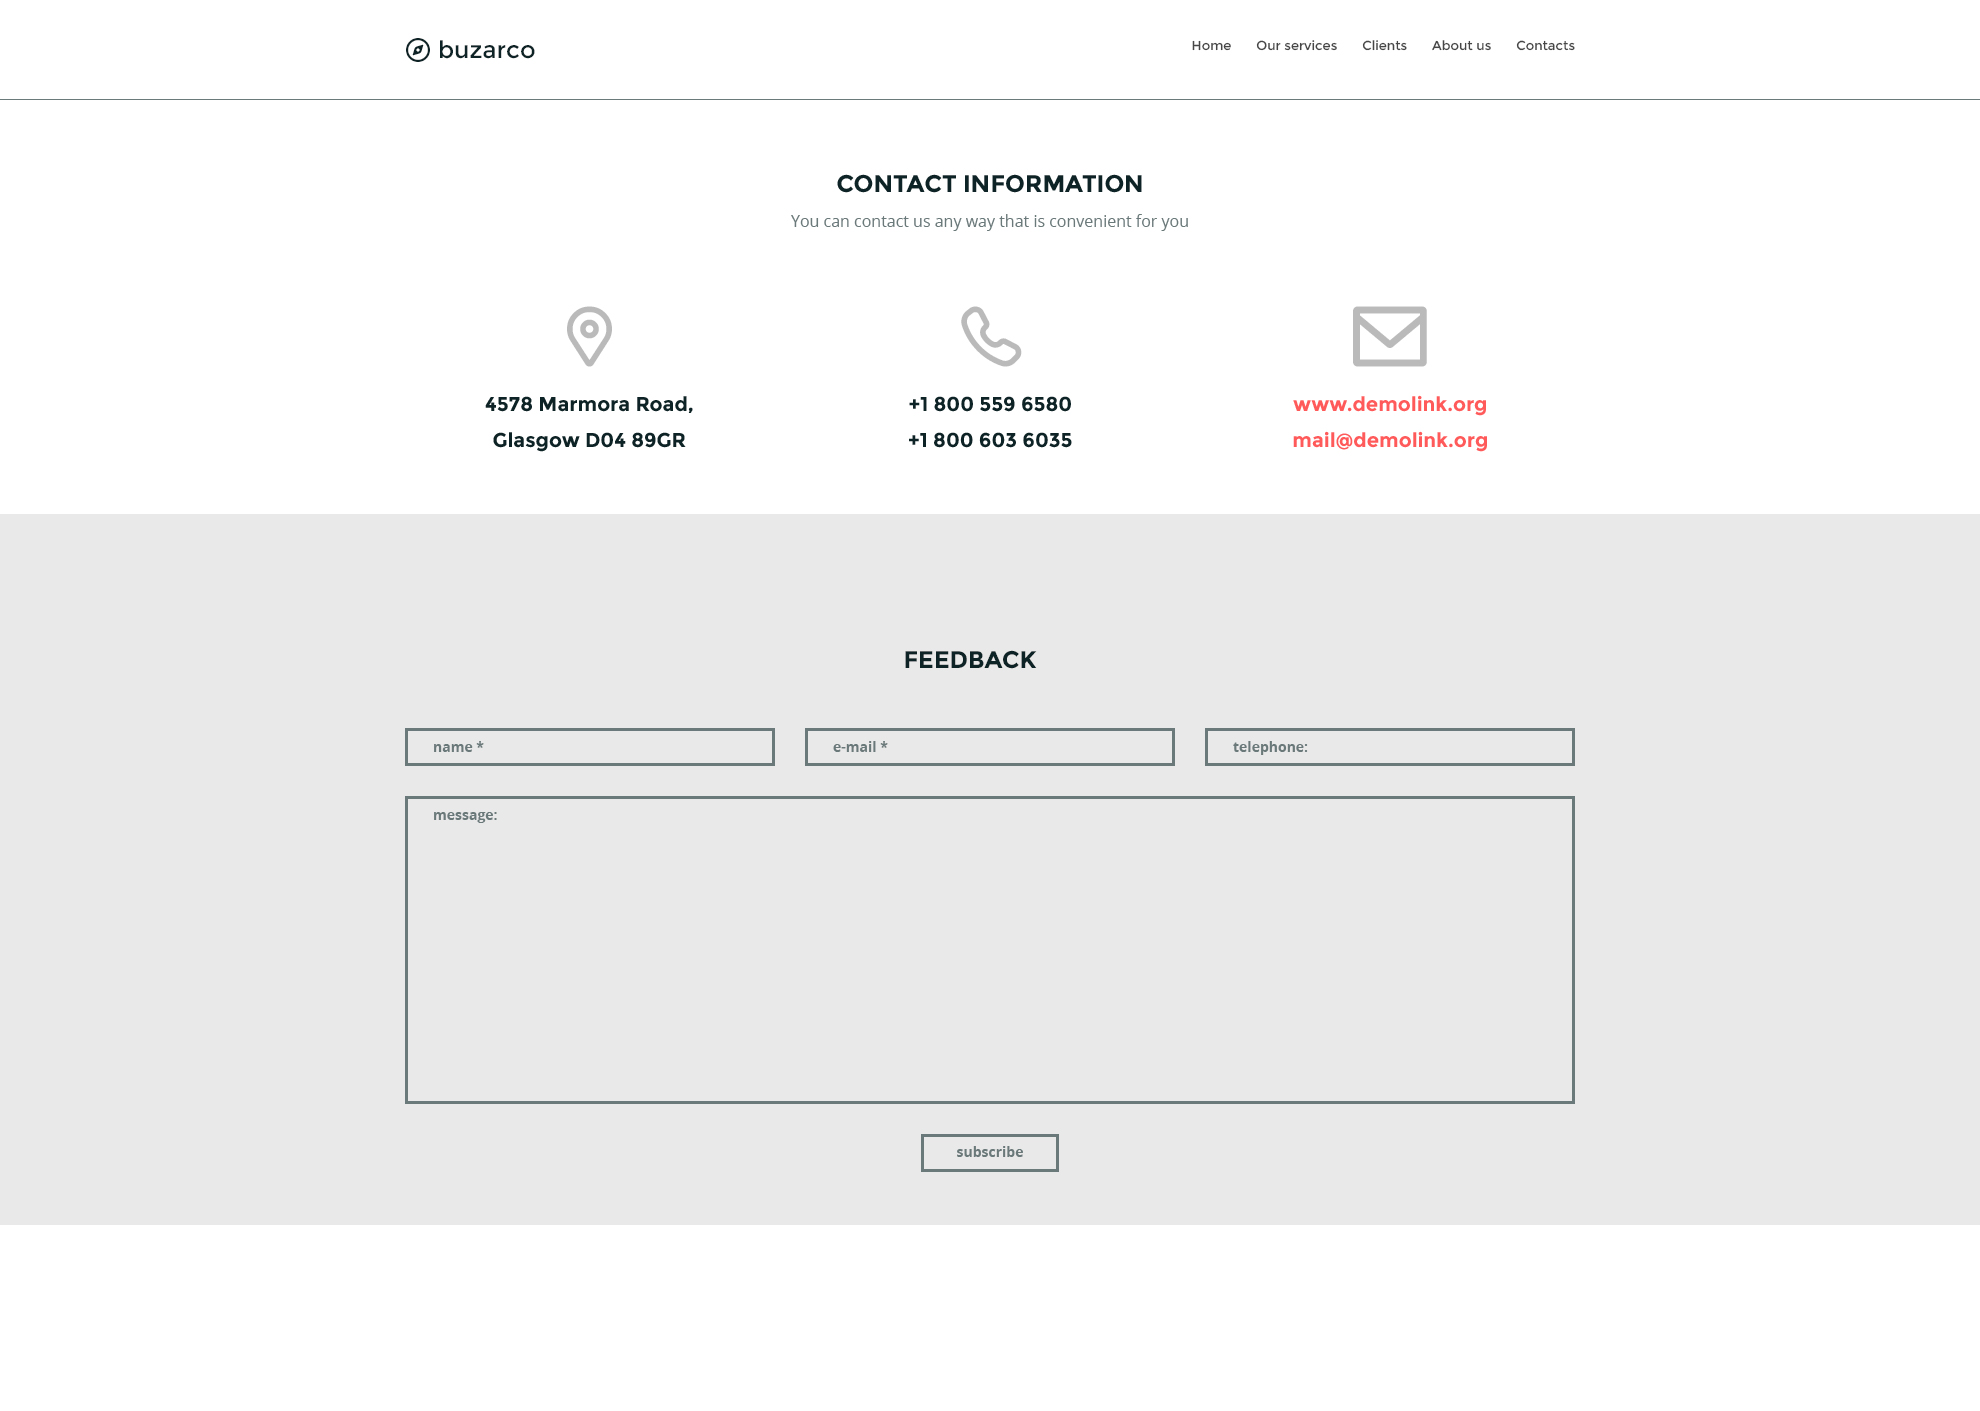 buzarco
Home Our services Clients About us Contacts
CONTACT INFORMATION
You can contact us any way that is convenient for you
4578 Marmora Road,
Glasgow D04 89GR
+1 800 559 6580
+1 800 603 6035
www.demolink.org
mail@demolink.org
FEEDBACK
name *
e-mail *
telephone:
message:
subscribe